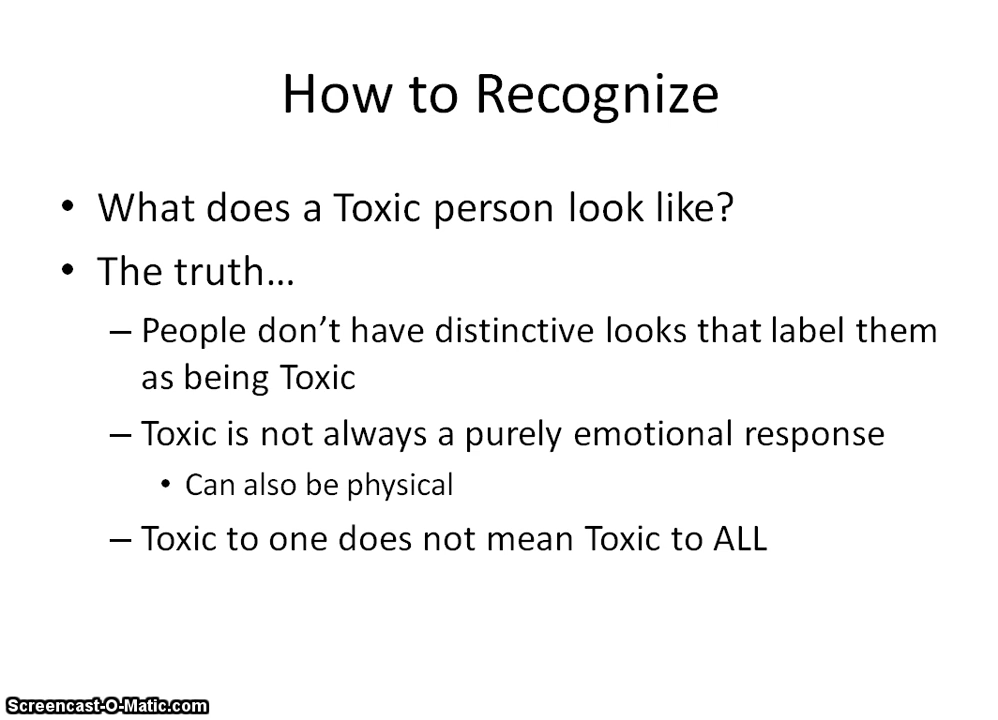 How to Recognize
• What does a Toxic person look like?
• The truth…
– People don’t have distinctive looks that label them
as being Toxic
– Toxic is not always a purely emotional response
• Can also be physical
– Toxic to one does not mean Toxic to ALL
Screencast-O-Matic.com